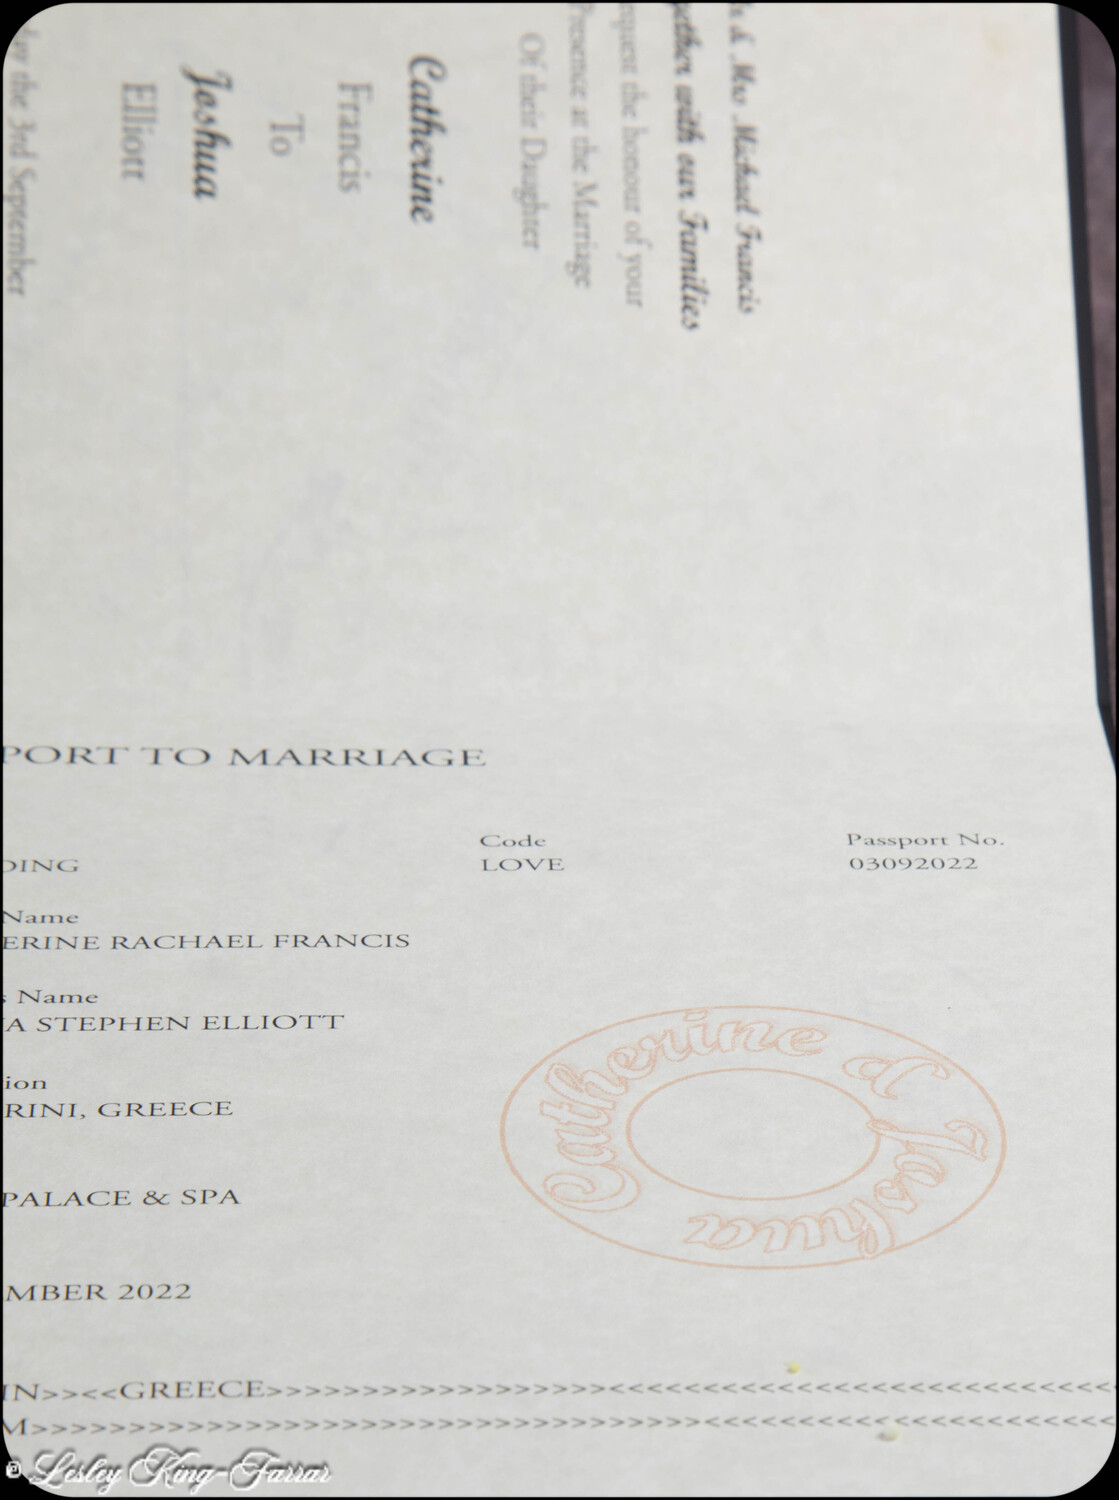 & Mrs Michael Francis
together with our Families
request the honour of your
Presence at the Marriage
Of their Daughter
Catherine
Francis
To
Joshua
Elliott
the 3rd September
PORT TO MARRIAGE
Code
Passport No.
DING
LOVE
03092022
Name
ERINE RACHAEL FRANCIS
s Name
A STEPHEN ELLIOTT
ion
RINI, GREECE
PALACE & SPA
MBER 2022
Catherine & Joshua
IN>><<GREECE>>>>>>>>>>>>>>>>>>>>>><<<<<<<<<<<<<<<<<<<<<<<<<<<<<<<<
M>>>>>>>>>>>>>>>>>>>>>>>>>>>>>>>>>>>>><<<<<<<<<<<<<<<<<<<<<<<<<<<<<<
Lesley King-Farrar